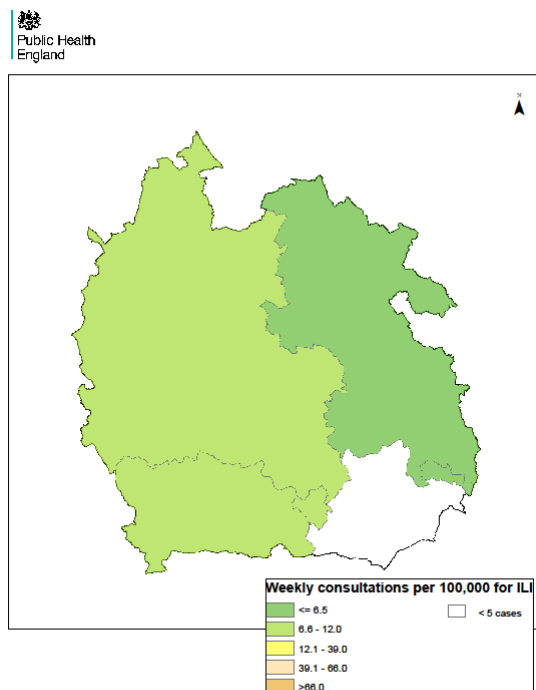 Public Health
England
N
Weekly consultations per 100,000 for ILI
<= 6.5
6.6 - 12.0
12.1 - 39.0
39.1 - 66.0
>66.0
< 5 cases